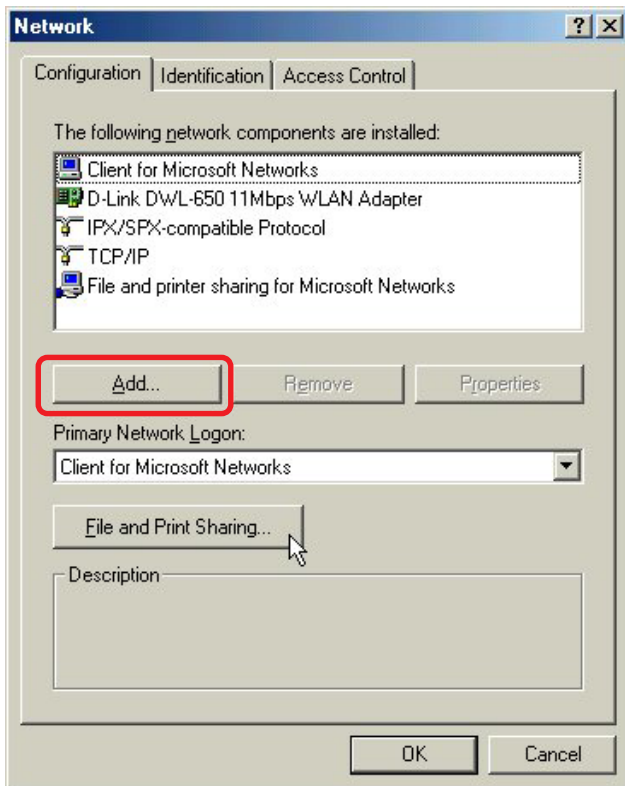 Network
Configuration Identification Access Control
The following network components are installed:
Client for Microsoft Networks
D-Link DWL-650 11Mbps WLAN Adapter
IPX/SPX-compatible Protocol
TCP/IP
File and printer sharing for Microsoft Networks
Add... Remove Properties
Primary Network Logon:
Client for Microsoft Networks
File and Print Sharing...
Description
OK Cancel